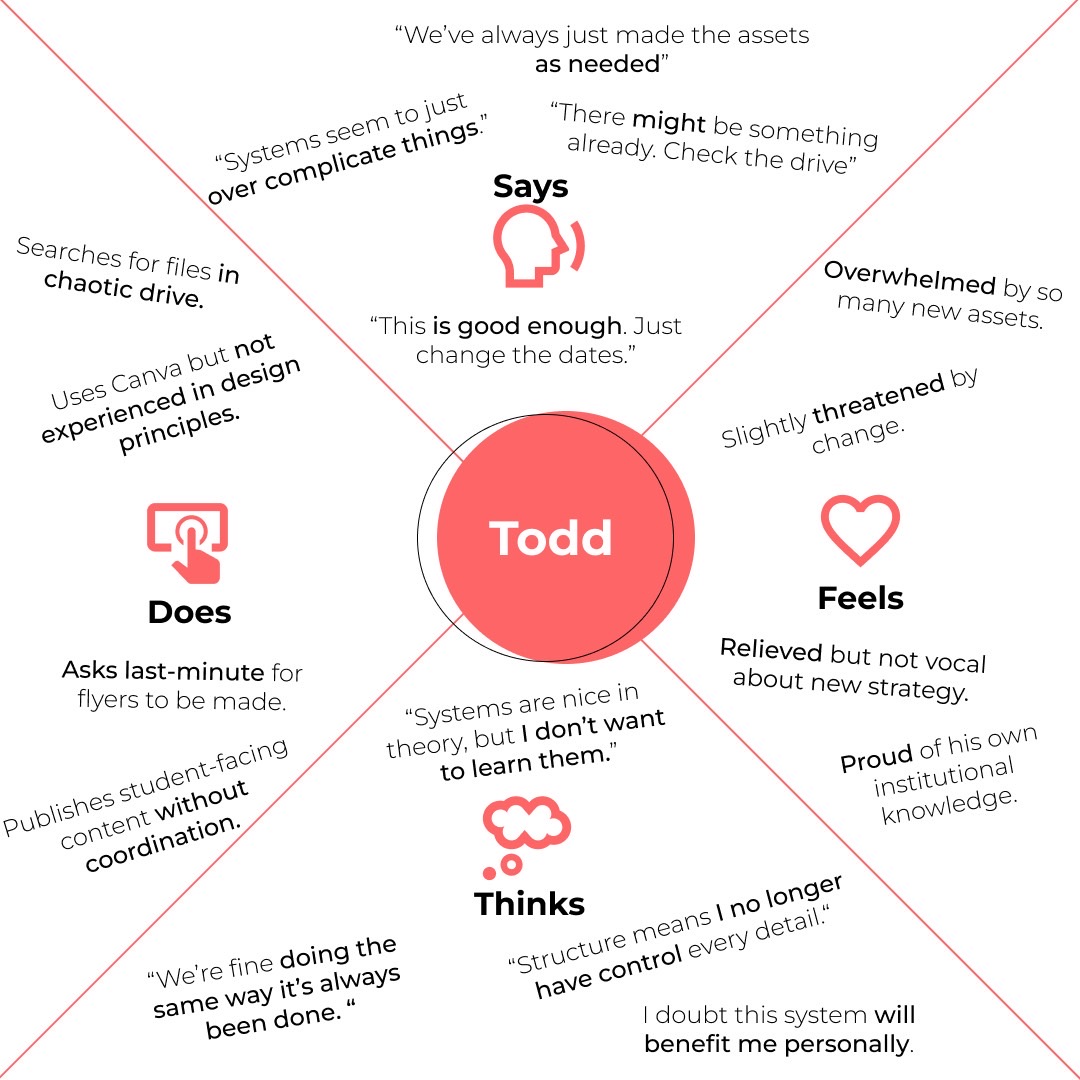 “We’ve always just made the assets
as needed”
“Systems seem to just
over complicate things.”
“There might be something
already. Check the drive”
Says
“This is good enough. Just
change the dates.”
Searches for files in
chaotic drive.
Uses Canva but not
experienced in design
principles.
Does
Asks last-minute for
flyers to be made.
Publishes student-facing
content without
coordination.
Todd
Overwhelmed by so
many new assets.
Slightly threatened by
change.
Feels
Relieved but not vocal
about new strategy.
Proud of his own
institutional
knowledge.
“Systems are nice in
theory, but I don’t want
to learn them.”
Thinks
“We’re fine doing the
same way it’s always
been done. “
“Structure means I no longer
have control every detail.“
I doubt this system will
benefit me personally.